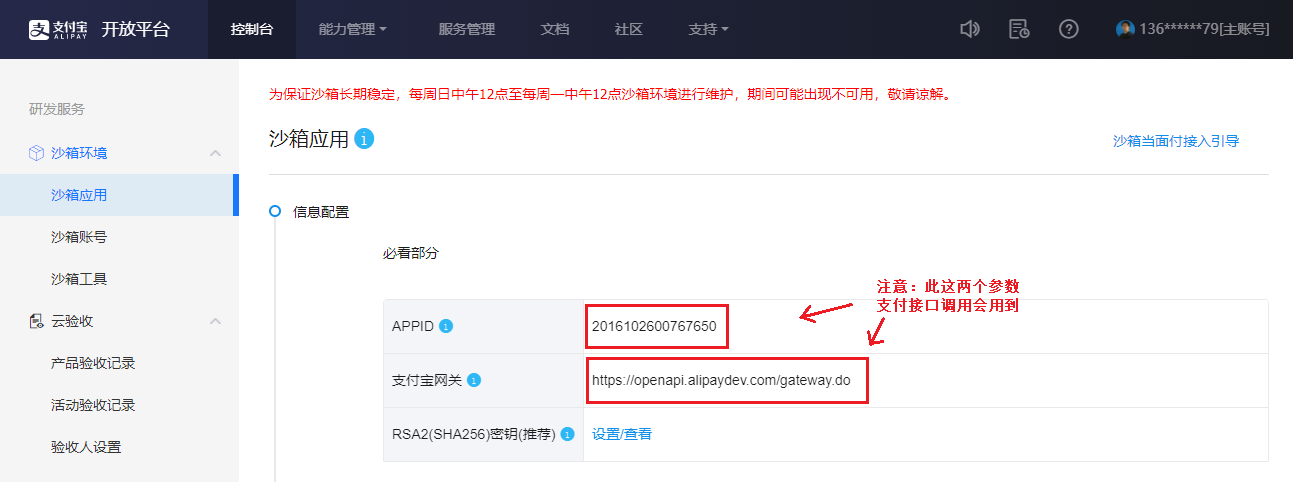 支付宝 ALIPAY 开放平台 控制台 能力管理 服务管理 文档 社区 支持 136******79[主账号]
研发服务
沙箱环境
沙箱应用
沙箱账号
沙箱工具
云验收
产品验收记录
活动验收记录
验收人设置
为保证沙箱长期稳定，每周日中午12点至每周一中午12点沙箱环境进行维护，期间可能出现不可用，敬请谅解。
沙箱应用
沙箱当面付接入引导
信息配置
必看部分
注意：此这两个参数
支付接口调用会用到
APPID 2016102600767650
支付宝网关 https://openapi.alipaydev.com/gateway.do
RSA2(SHA256)密钥(推荐) 设置/查看